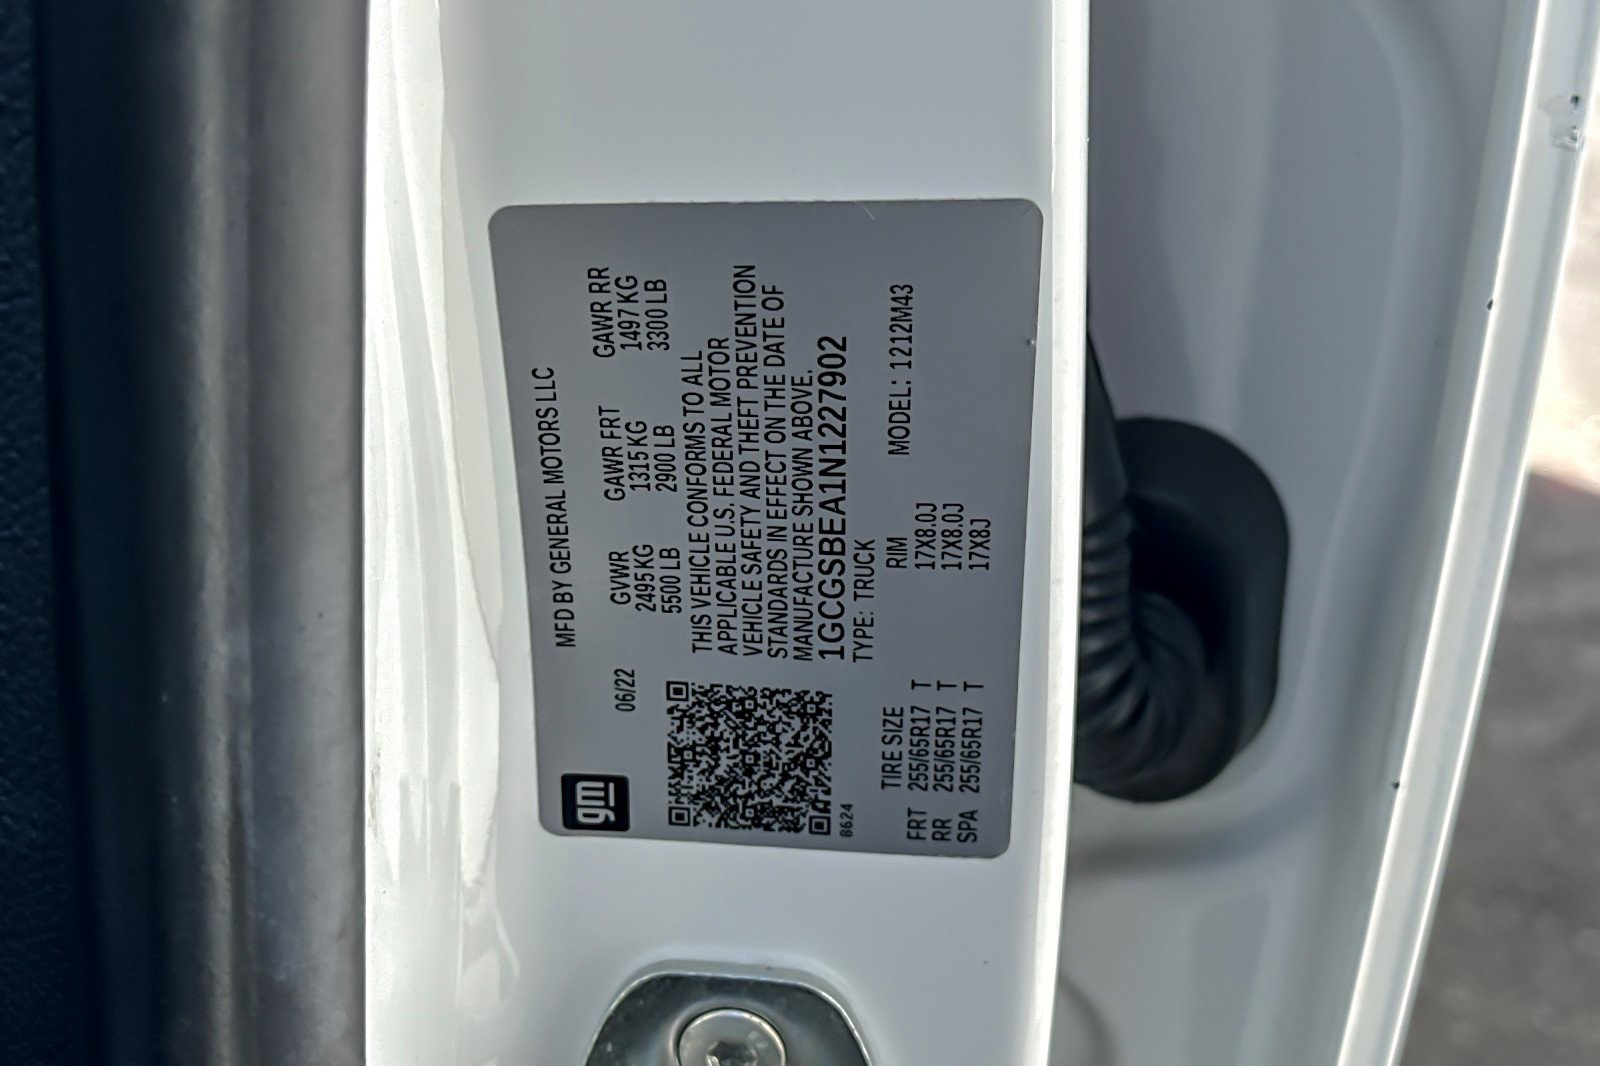 gm
MFD BY GENERAL MOTORS LLC
06/22
GVWR GAWR FRT GAWR RR
2495 KG 1315 KG 1497 KG
5500 LB 2900 LB 3300 LB
THIS VEHICLE CONFORMS TO ALL
APPLICABLE U.S. FEDERAL MOTOR
VEHICLE SAFETY AND THEFT PREVENTION
STANDARDS IN EFFECT ON THE DATE OF
MANUFACTURE SHOWN ABOVE.
1GCGSBEA1N1227902
8624
TYPE: TRUCK MODEL: 1212M43
TIRE SIZE RIM
FRT 255/65R17 T 17X8.0J
RR 255/65R17 T 17X8.0J
SPA 255/65R17 T 17X8J